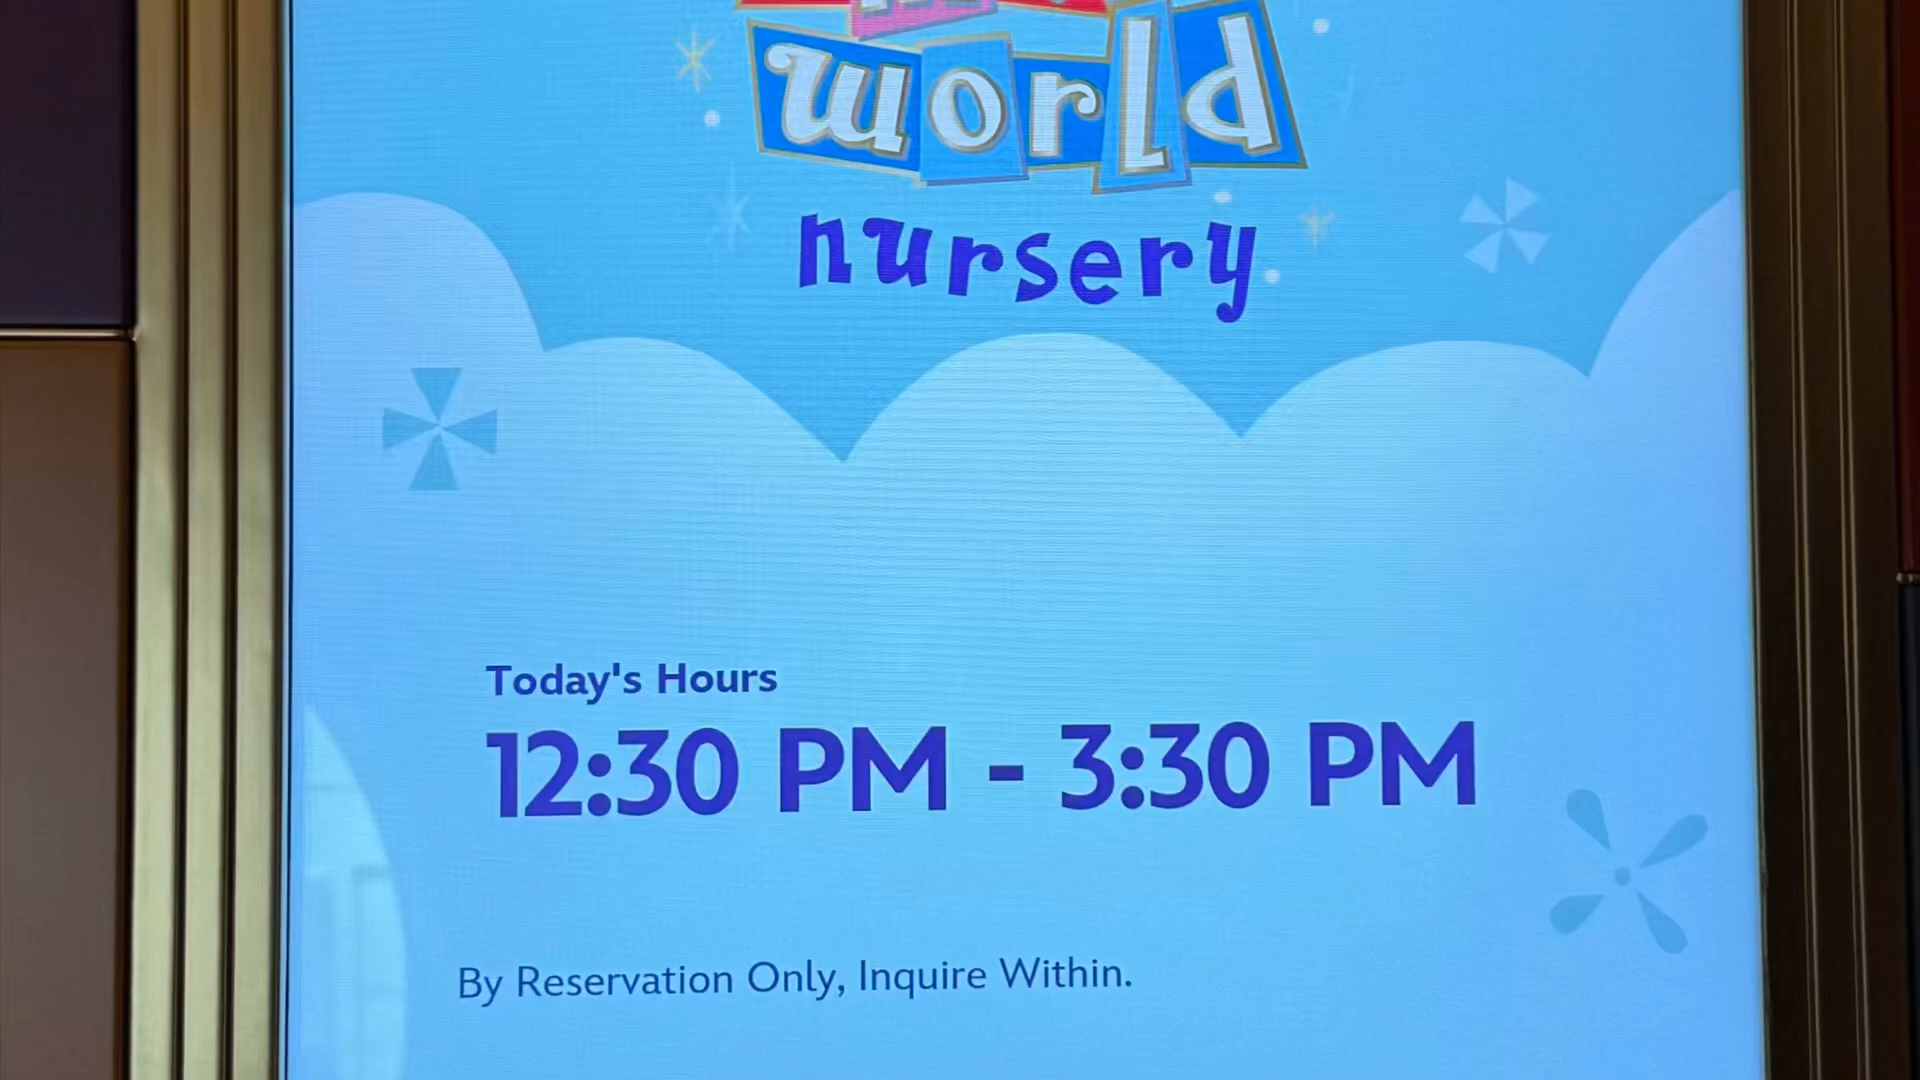 world
nursery
Today's Hours
12:30 PM - 3:30 PM
By Reservation Only, Inquire Within.